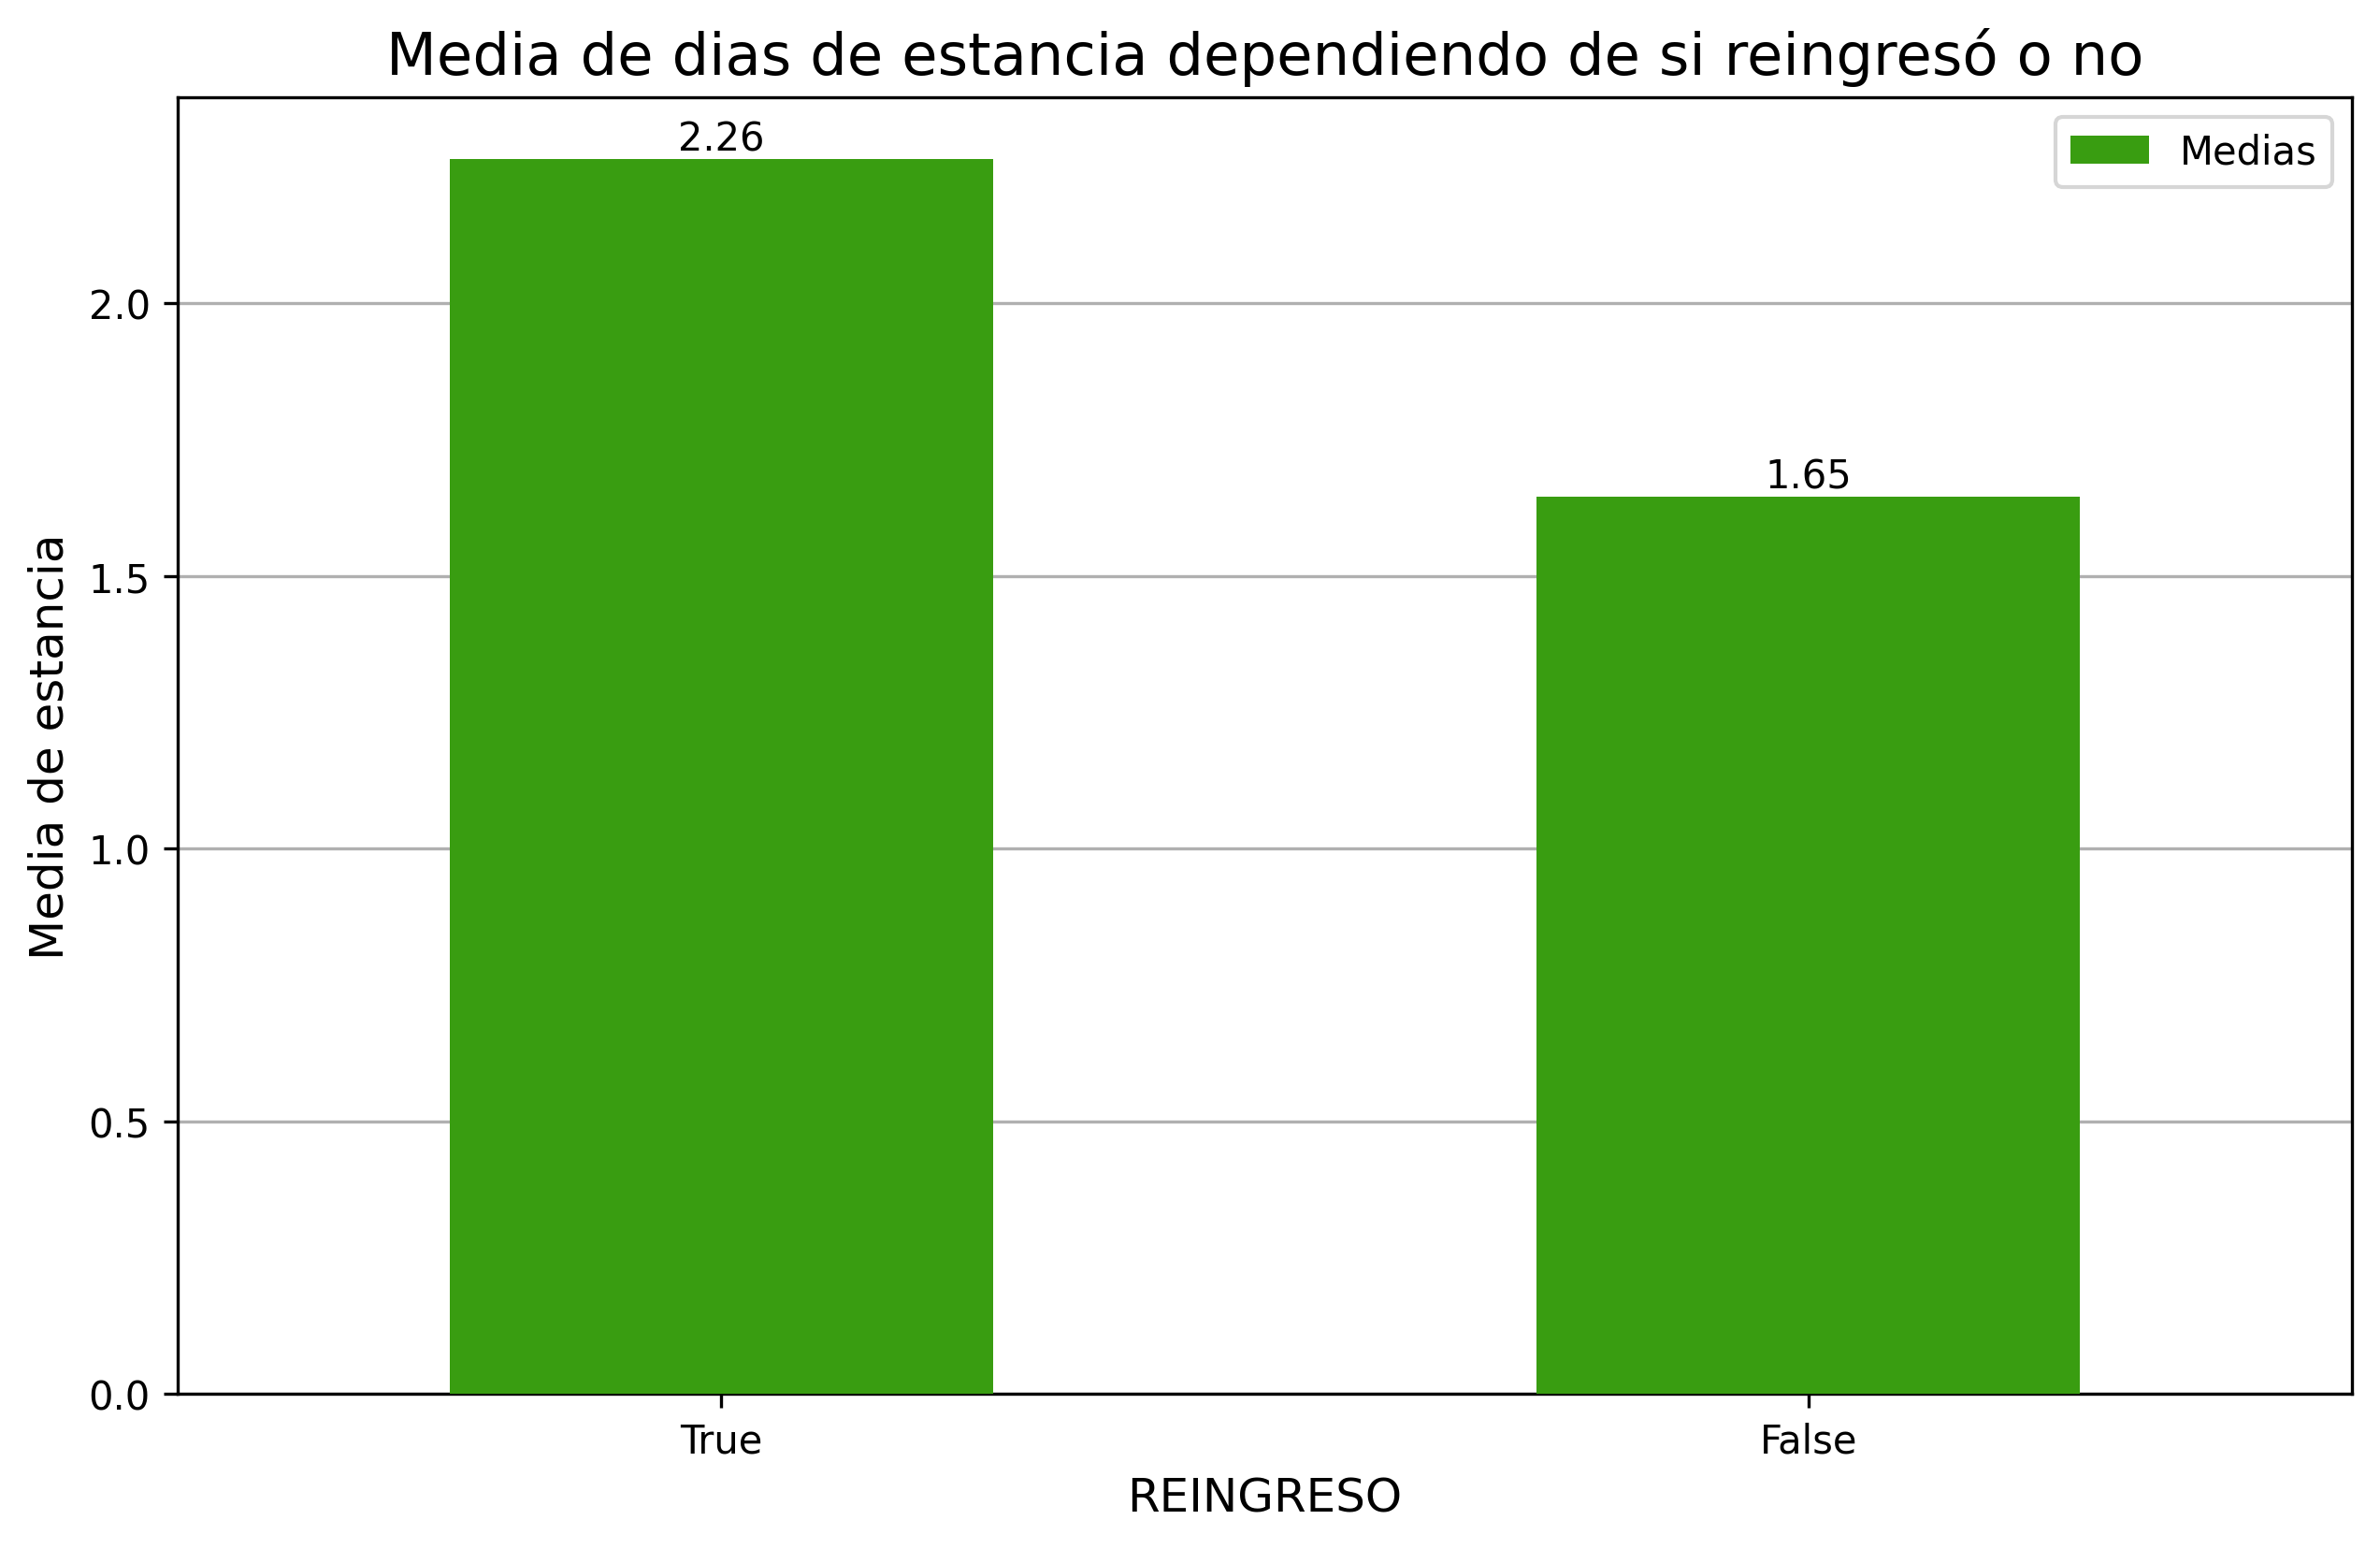 Media de dias de estancia dependiendo de si reingresó o no
Medias
2.26
1.65
Media de estancia
2.0
1.5
1.0
0.5
0.0
True
False
REINGRESO